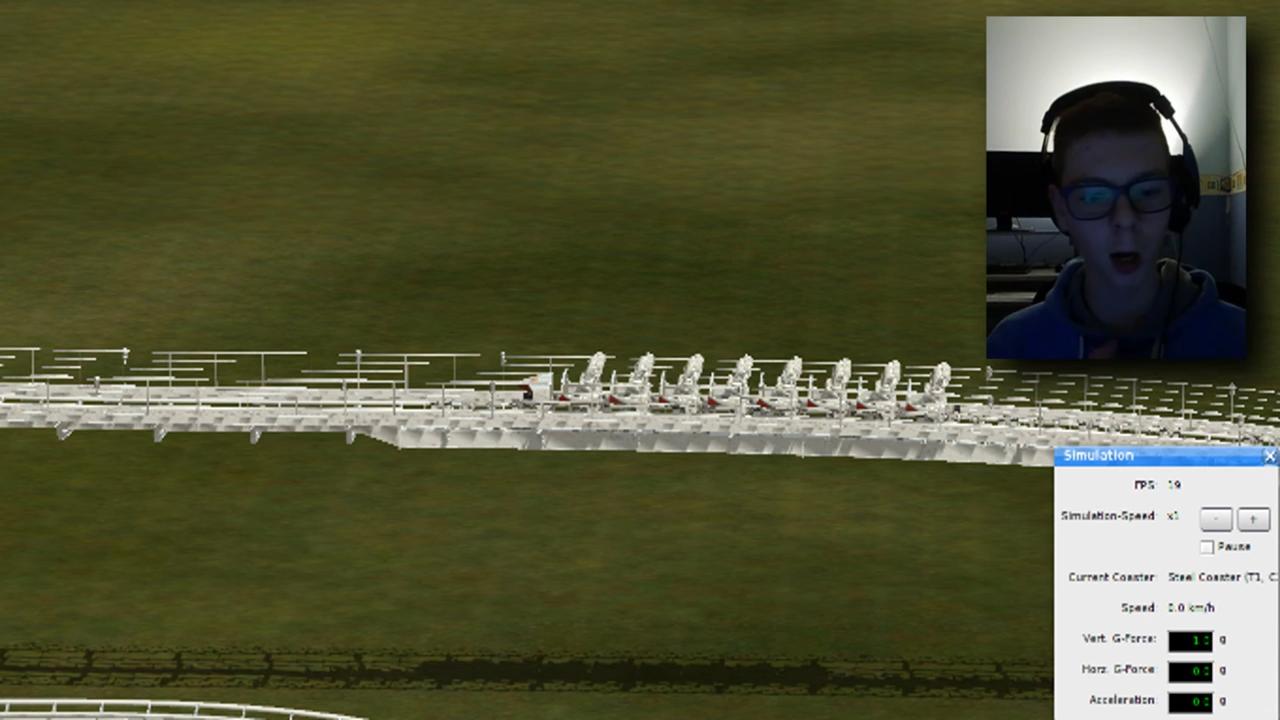 Simulation
FPS: 19
Simulation-Speed: x1 - +
Pause
Current Coaster: Steel Coaster (T1, C
Speed: 0.0 km/h
Vert. G-Force: g
Horz. G-Force: g
Acceleration: g